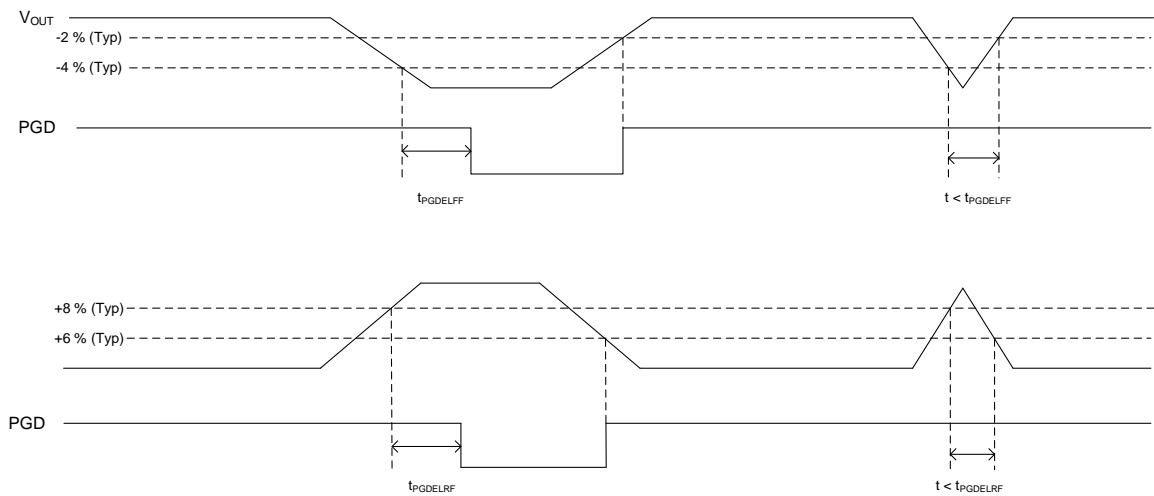 VOUT
-2 % (Typ)
-4 % (Typ)
PGD
tPGDELFF
t < tPGDELFF
+8 % (Typ)
+6 % (Typ)
PGD
tPGDELRF
t < tPGDELRF